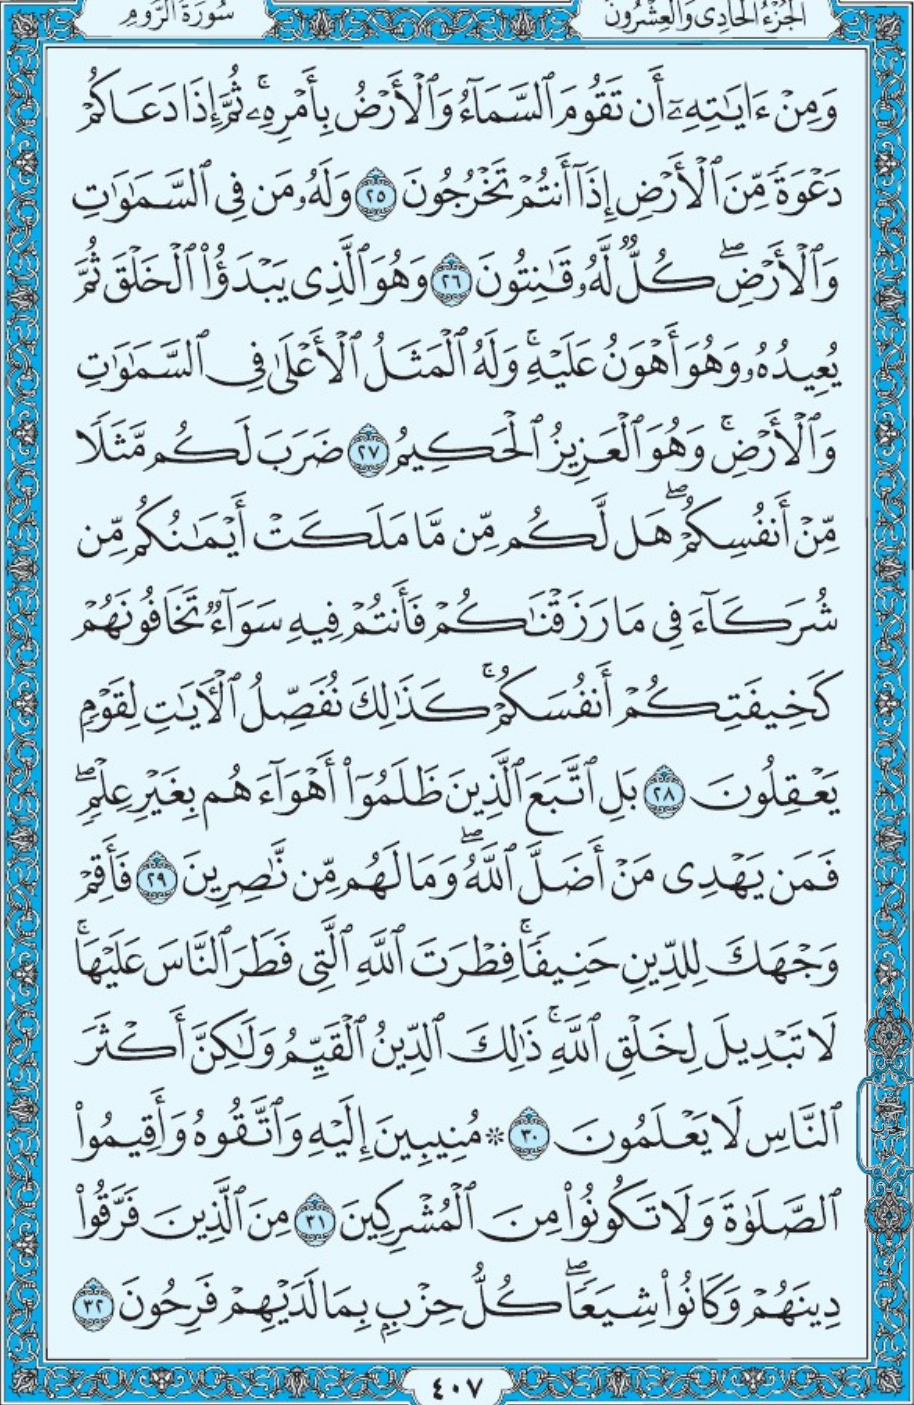 الجزء الحادي والعشرون سورة الروم
وَمِنۡ ءَايَٰتِهِۦٓ أَن تَقُومَ ٱلسَّمَآءُ وَٱلۡأَرۡضُ بِأَمۡرِهِۦۚ ثُمَّ إِذَا دَعَاكُمۡ
دَعۡوَةٗ مِّنَ ٱلۡأَرۡضِ إِذَآ أَنتُمۡ تَخۡرُجُونَ ٢٥ وَلَهُۥ مَن فِي ٱلسَّمَٰوَٰتِ
وَٱلۡأَرۡضِۖ كُلّٞ لَّهُۥ قَٰنِتُونَ ٢٦ وَهُوَ ٱلَّذِي يَبۡدَؤُاْ ٱلۡخَلۡقَ ثُمَّ
يُعِيدُهُۥ وَهُوَ أَهۡوَنُ عَلَيۡهِۚ وَلَهُ ٱلۡمَثَلُ ٱلۡأَعۡلَىٰ فِي ٱلسَّمَٰوَٰتِ
وَٱلۡأَرۡضِۚ وَهُوَ ٱلۡعَزِيزُ ٱلۡحَكِيمُ ٢٧ ضَرَبَ لَكُم مَّثَلٗا
مِّنۡ أَنفُسِكُمۡۖ هَل لَّكُم مِّن مَّا مَلَكَتۡ أَيۡمَٰنُكُم مِّن
شُرَكَآءَ فِي مَا رَزَقۡنَٰكُمۡ فَأَنتُمۡ فِيهِ سَوَآءٞ تَخَافُونَهُمۡ
كَخِيفَتِكُمۡ أَنفُسَكُمۡۚ كَذَٰلِكَ نُفَصِّلُ ٱلۡأٓيَٰتِ لِقَوۡمٖ
يَعۡقِلُونَ ٢٨ بَلِ ٱتَّبَعَ ٱلَّذِينَ ظَلَمُوٓاْ أَهۡوَآءَهُم بِغَيۡرِ عِلۡمٖۖ
فَمَن يَهۡدِي مَنۡ أَضَلَّ ٱللَّهُۖ وَمَا لَهُم مِّن نَّٰصِرِينَ ٢٩ فَأَقِمۡ
وَجۡهَكَ لِلدِّينِ حَنِيفٗاۚ فِطۡرَتَ ٱللَّهِ ٱلَّتِي فَطَرَ ٱلنَّاسَ عَلَيۡهَاۚ
لَا تَبۡدِيلَ لِخَلۡقِ ٱللَّهِۚ ذَٰلِكَ ٱلدِّينُ ٱلۡقَيِّمُ وَلَٰكِنَّ أَكۡثَرَ
ٱلنَّاسِ لَا يَعۡلَمُونَ ٣٠ ۞ مُنِيبِينَ إِلَيۡهِ وَٱتَّقُوهُ وَأَقِيمُواْ
ٱلصَّلَوٰةَ وَلَا تَكُونُواْ مِنَ ٱلۡمُشۡرِكِينَ ٣١ مِنَ ٱلَّذِينَ فَرَّقُواْ
دِينَهُمۡ وَكَانُواْ شِيَعٗاۖ كُلُّ حِزۡبِۭ بِمَا لَدَيۡهِمۡ فَرِحُونَ ٣٢
٤٠٧